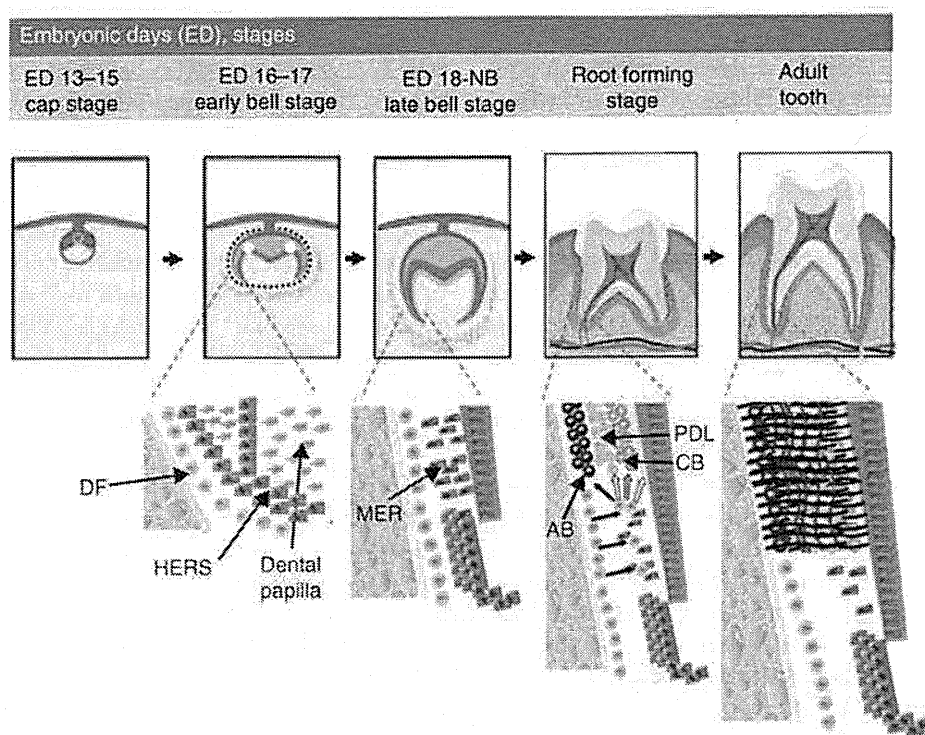 Embryonic days (ED), stages
ED 13–15
cap stage
ED 16–17
early bell stage
ED 18-NB
late bell stage
Root forming
stage
Adult
tooth
DF
HERS
Dental
papilla
MER
PDL
CB
AB